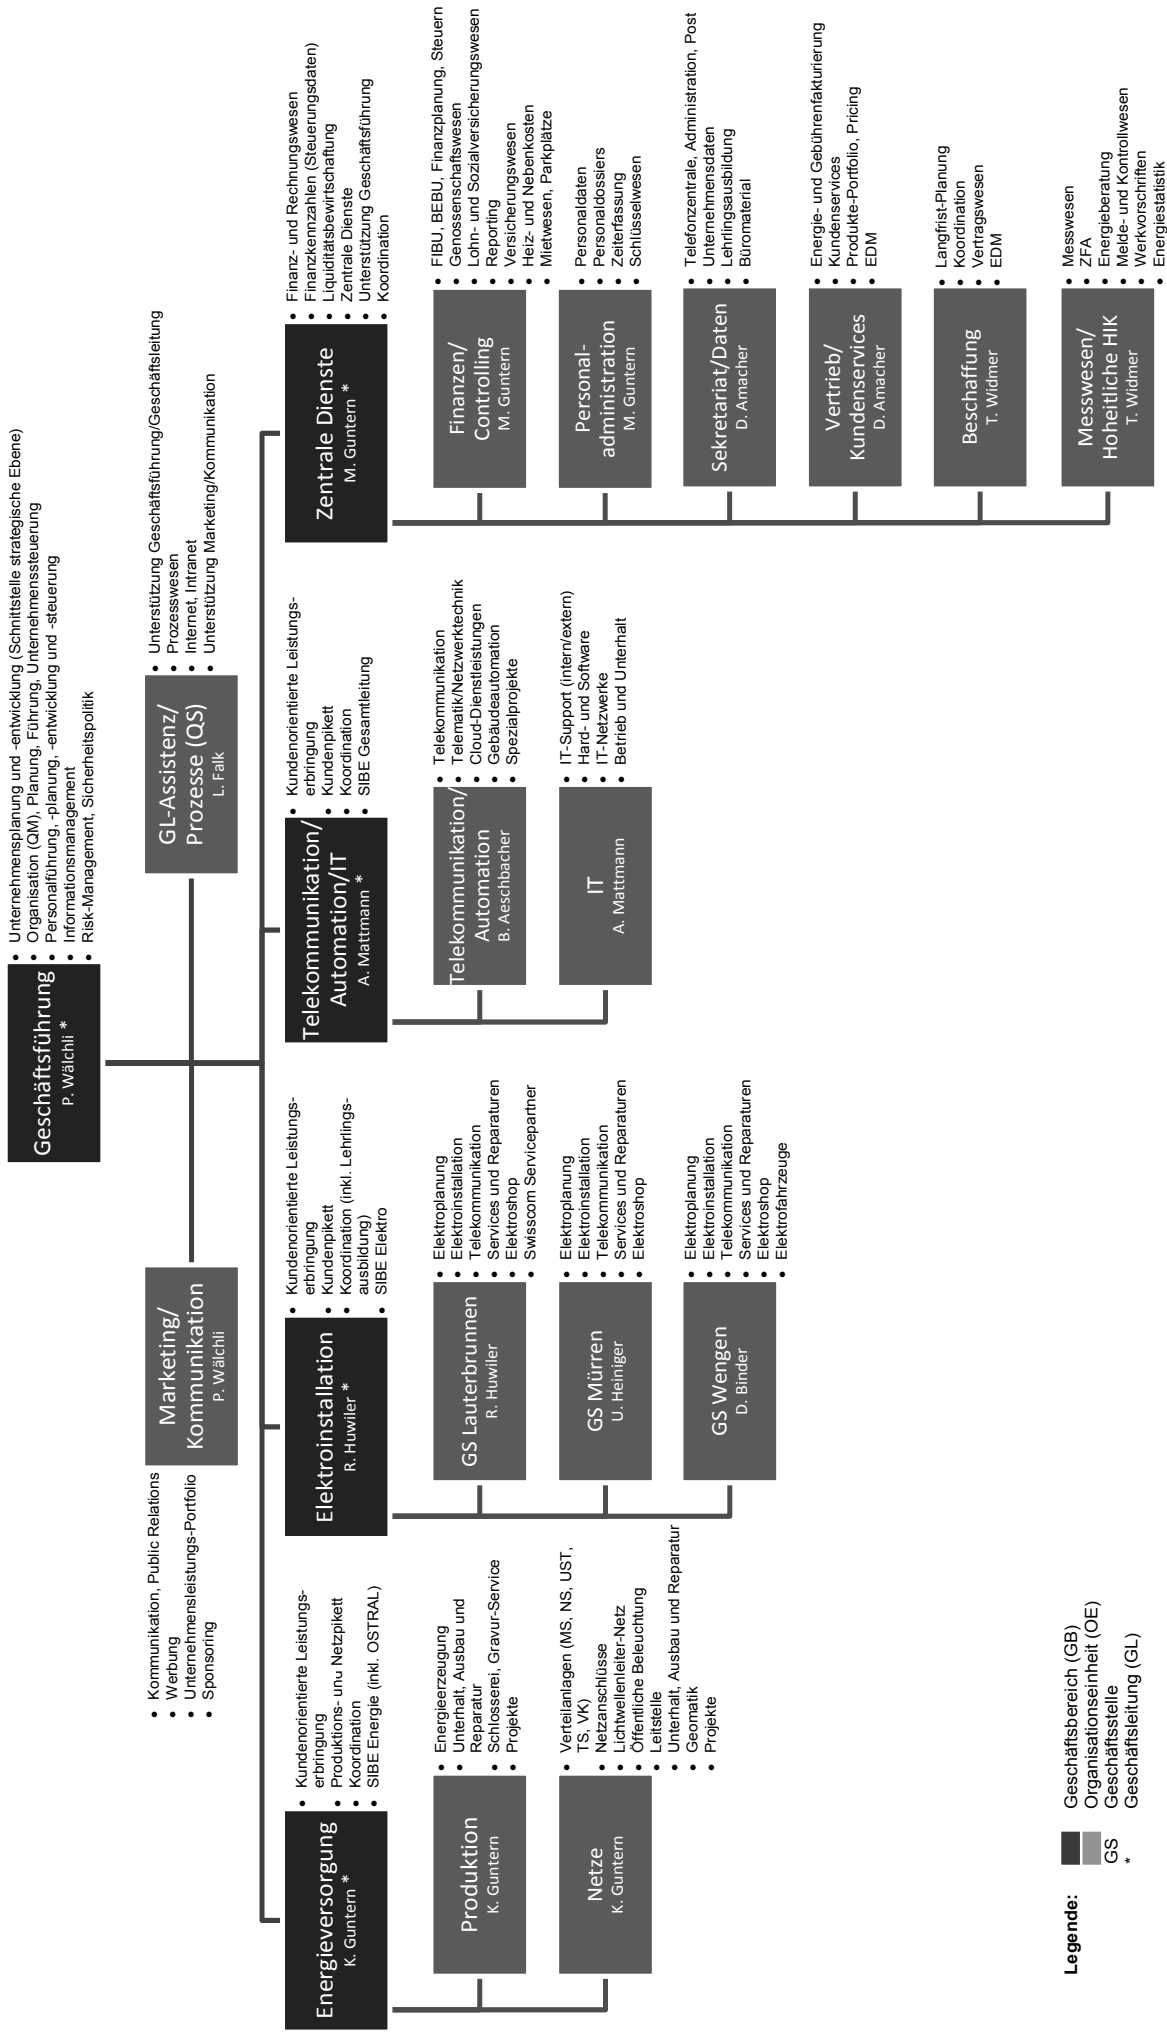 Geschäftsführung
P. Wälchli *
• Unternehmensplanung und -entwicklung (Schnittstelle strategische Ebene)
• Organisation (QM), Planung, Führung, Unternehmenssteuerung
• Personalführung, -planung, -entwicklung und -steuerung
• Informationsmanagement
• Risk-Management, Sicherheitspolitik
• Kommunikation, Public Relations
• Werbung
• Unternehmensleistungs-Portfolio
• Sponsoring
Marketing/
Kommunikation
P. Wälchli
GL-Assistenz/
Prozesse (QS)
L. Falk
• Unterstützung Geschäftsführung/Geschäftsleitung
• Prozesswesen
• Internet, Intranet
• Unterstützung Marketing/Kommunikation
Energieversorgung
K. Guntern *
• Kundenorientierte Leistungs-
erbringung
• Produktions- unu Netzpikett
• Koordination
• SIBE Energie (inkl. OSTRAL)
Produktion
K. Guntern
• Energieerzeugung
• Unterhalt, Ausbau und
Reparatur
• Schlosserei, Gravur-Service
• Projekte
Netze
K. Guntern
• Verteilanlagen (MS, NS, UST,
TS, VK)
• Netzanschlüsse
• Lichtwellenleiter-Netz
• Öffentliche Beleuchtung
• Leitstelle
• Unterhalt, Ausbau und Reparatur
• Geomatik
• Projekte
Elektroinstallation
R. Huwiler *
• Kundenorientierte Leistungs-
erbringung
• Kundenpikett
• Koordination (inkl. Lehrlings-
ausbildung)
• SIBE Elektro
GS Lauterbrunnen
R. Huwiler
• Elektroplanung
• Elektroinstallation
• Telekommunikation
• Services und Reparaturen
• Elektroshop
• Swisscom Servicepartner
GS Mürren
U. Heiniger
• Elektroplanung
• Elektroinstallation
• Telekommunikation
• Services und Reparaturen
• Elektroshop
GS Wengen
D. Binder
• Elektroplanung
• Elektroinstallation
• Telekommunikation
• Services und Reparaturen
• Elektroshop
• Elektrofahrzeuge
Telekommunikation/
Automation/IT
A. Mattmann *
• Kundenorientierte Leistungs-
erbringung
• Kundenpikett
• Koordination
• SIBE Gesamtleitung
Telekommunikation/
Automation
B. Aeschbacher
• Telekommunikation
• Telematik/Netzwerktechnik
• Cloud-Dienstleistungen
• Gebäudeautomation
• Spezialprojekte
IT
A. Mattmann
• IT-Support (intern/extern)
• Hard- und Software
• IT-Netzwerke
• Betrieb und Unterhalt
Zentrale Dienste
M. Guntern *
• Finanz- und Rechnungswesen
• Finanzkennzahlen (Steuerungsdaten)
• Liquiditätsbewirtschaftung
• Zentrale Dienste
• Unterstützung Geschäftsführung
• Koordination
Finanzen/
Controlling
M. Guntern
• FIBU, BEBU, Finanzplanung, Steuern
• Genossenschaftswesen
• Lohn- und Sozialversicherungswesen
• Reporting
• Versicherungswesen
• Heiz- und Nebenkosten
• Mietwesen, Parkplätze
Personal-
administration
M. Guntern
• Personaldaten
• Personaldossiers
• Zeiterfassung
• Schlüsselwesen
Sekretariat/Daten
D. Amacher
• Telefonzentrale, Administration, Post
• Unternehmensdaten
• Lehrlingsausbildung
• Büromaterial
Vertrieb/
Kundenservices
D. Amacher
• Energie- und Gebührenfakturierung
• Kundenservices
• Produkte-Portfolio, Pricing
• EDM
Beschaffung
T. Widmer
• Langfrist-Planung
• Koordination
• Vertragswesen
• EDM
Messwesen/
Hoheitliche HIK
T. Widmer
• Messwesen
• ZFA
• Energieberatung
• Melde- und Kontrollwesen
• Werkvorschriften
• Energiestatistik
Legende:
Geschäftsbereich (GB)
Organisationseinheit (OE)
GS Geschäftsstelle
* Geschäftsleitung (GL)